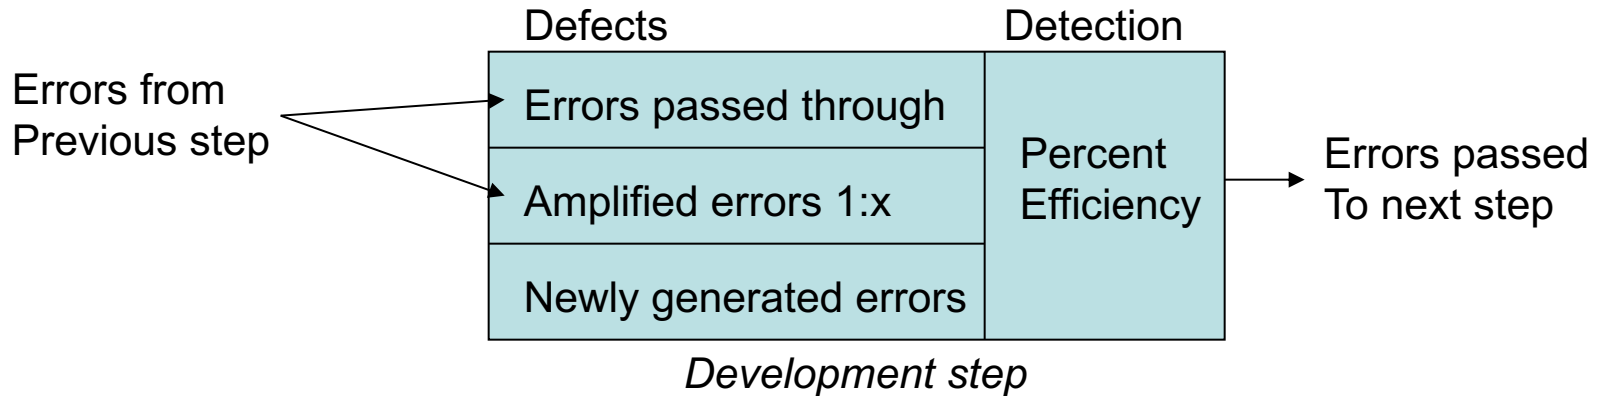 Defects
Detection
Errors from
Previous step
Errors passed through
Amplified errors 1:x
Newly generated errors
Percent
Efficiency
Errors passed
To next step
Development step